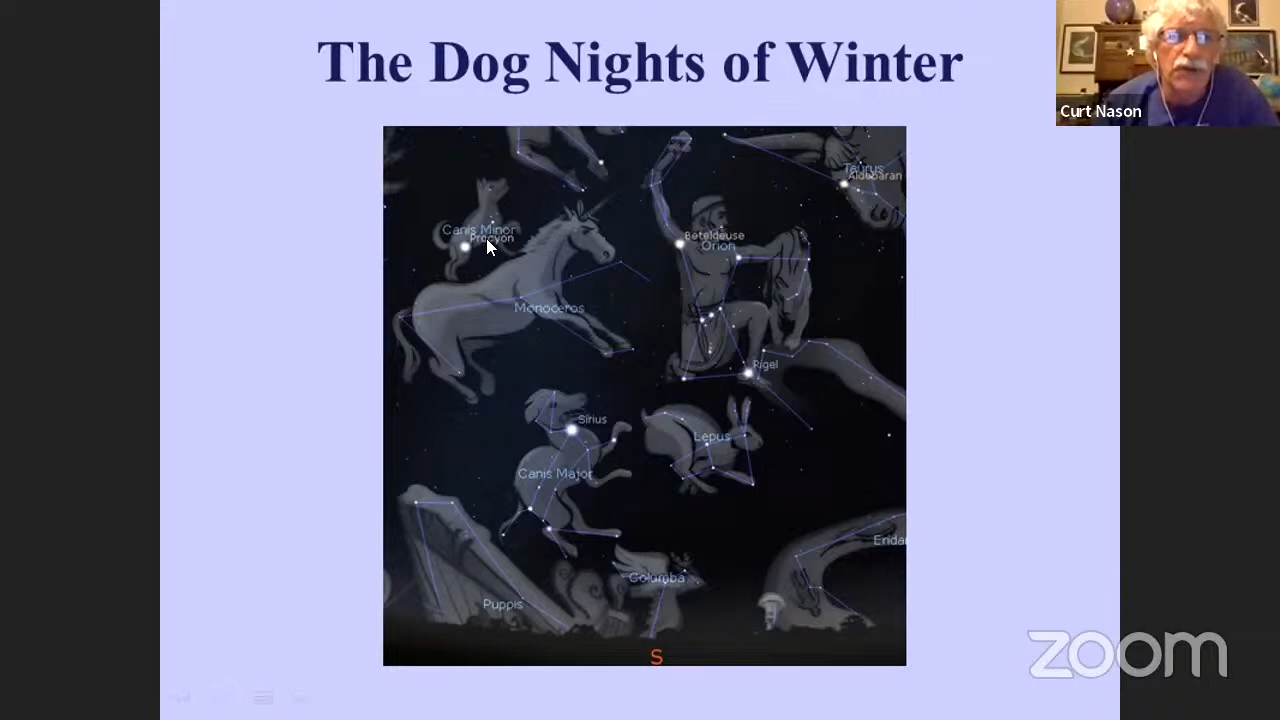 The Dog Nights of Winter
Curt Nason
Taurus
Aldebaran
Canis Minor
Procyon
Betelgeuse
Orion
Monoceros
Rigel
Sirius
Lepus
Canis Major
Erida
Columba
Puppis
S
zoom